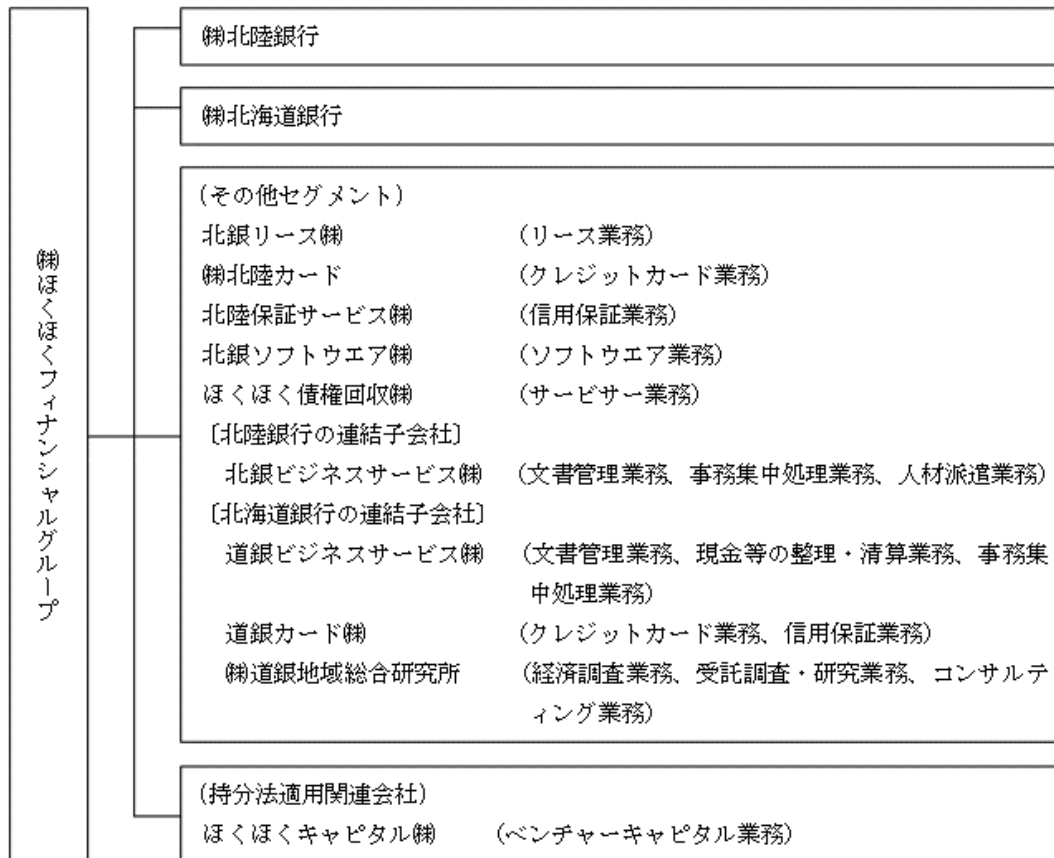 ㈱ほくほくフィナンシャルグループ
㈱北陸銀行
㈱北海道銀行
(その他セグメント)
北銀リース㈱ (リース業務)
㈱北陸カード (クレジットカード業務)
北陸保証サービス㈱ (信用保証業務)
北銀ソフトウエア㈱ (ソフトウエア業務)
ほくほく債権回収㈱ (サービサー業務)
〔北陸銀行の連結子会社〕
北銀ビジネスサービス㈱ (文書管理業務、事務集中処理業務、人材派遣業務)
〔北海道銀行の連結子会社〕
道銀ビジネスサービス㈱ (文書管理業務、現金等の整理・清算業務、事務集
中処理業務)
道銀カード㈱ (クレジットカード業務、信用保証業務)
㈱道銀地域総合研究所 (経済調査業務、受託調査・研究業務、コンサルテ
ィング業務)
(持分法適用関連会社)
ほくほくキャピタル㈱ (ベンチャーキャピタル業務)